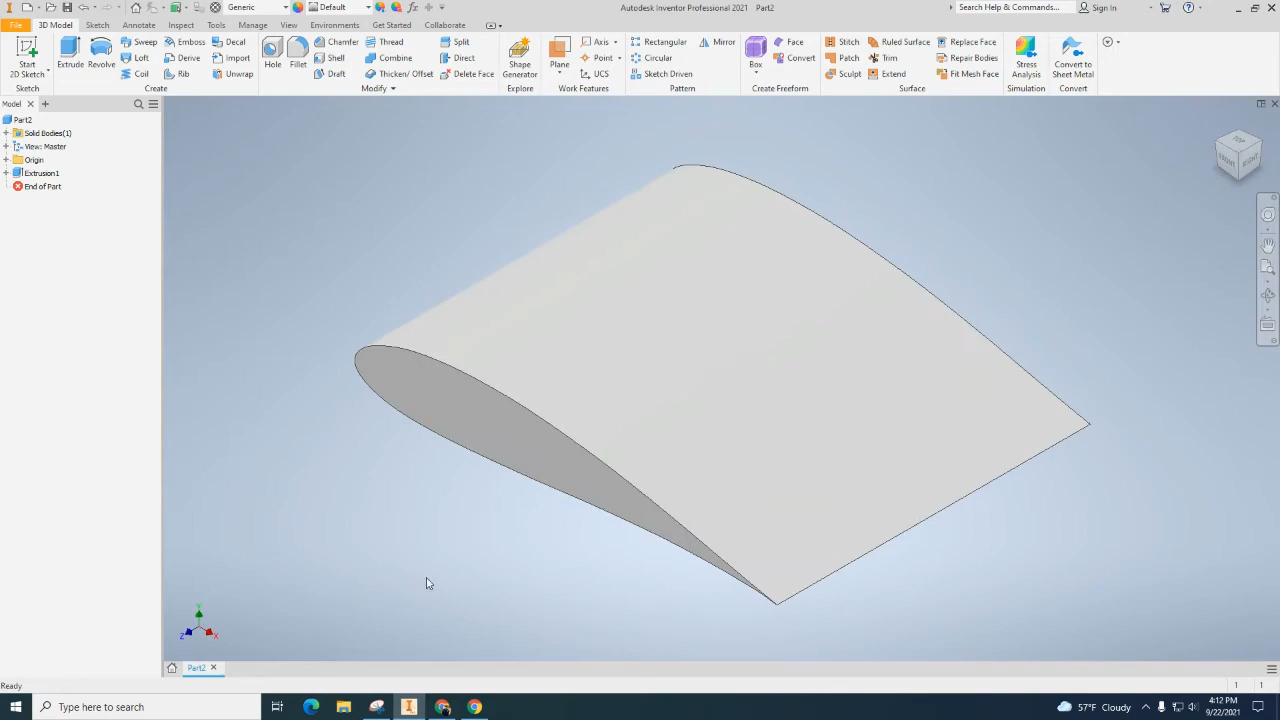 Generic
Default
Autodesk Inventor Professional 2021 Part2
Search Help & Commands...
Sign In
File
3D Model
Sketch
Annotate
Inspect
Tools
Manage
View
Environments
Get Started
Collaborate
Start
2D Sketch
Sketch
Extrude
Revolve
Sweep
Loft
Coil
Emboss
Derive
Rib
Decal
Import
Unwrap
Create
Hole
Fillet
Chamfer
Shell
Draft
Thread
Combine
Thicken/ Offset
Split
Direct
Delete Face
Modify
Shape
Generator
Explore
Plane
Axis
Point
UCS
Work Features
Rectangular
Circular
Sketch Driven
Mirror
Pattern
Box
Face
Convert
Create Freeform
Stitch
Patch
Sculpt
Ruled Surface
Trim
Extend
Replace Face
Repair Bodies
Fit Mesh Face
Surface
Stress
Analysis
Simulation
Convert to
Sheet Metal
Convert
Model
Part2
Solid Bodies(1)
View: Master
Origin
Extrusion1
End of Part
TOP
FRONT
RIGHT
Y
Z
X
Part2
Ready
1
1
Type here to search
57°F Cloudy
4:12 PM
9/22/2021